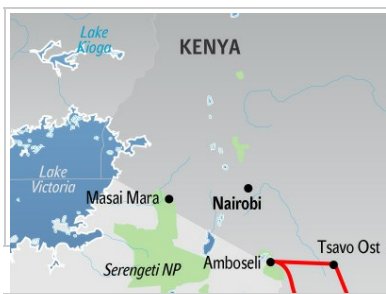 Lake
Kioga
KENYA
Lake
Victoria
Masai Mara
Nairobi
Tsavo Ost
Amboseli
Serengeti NP